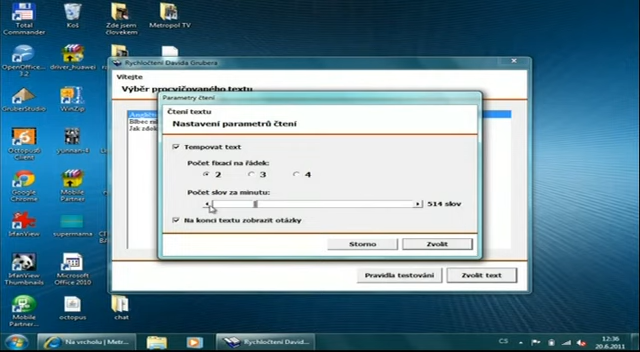 Total
Commander
Koš
Zde jsem
člověkem
Metropol TV
OpenOffice...
3.2
driver_huawei
GruberStudio
WinZip
Octopixel
Client
yunnan-4
Google
Chrome
Mobile
Partner
IrfanView
supermama
IrfanView
Thumbnails
Microsoft
Office 2010
Mobile
Partner...
octopus
chat
Rychločtení Davida Grubera
Vítejte
Výběr procvičovaného textu
Parametry čtení
Čtení textu
Nastavení parametrů čtení
Tempovat text
Počet fixací na řádek:
2 3 4
Počet slov za minutu:
514 slov
Na konci textu zobrazit otázky
Storno Zvolit
Pravidla testování Zvolit text
Na vrcholu | Metr...
Rychločtení David...
CS
12:36
20.6.2011